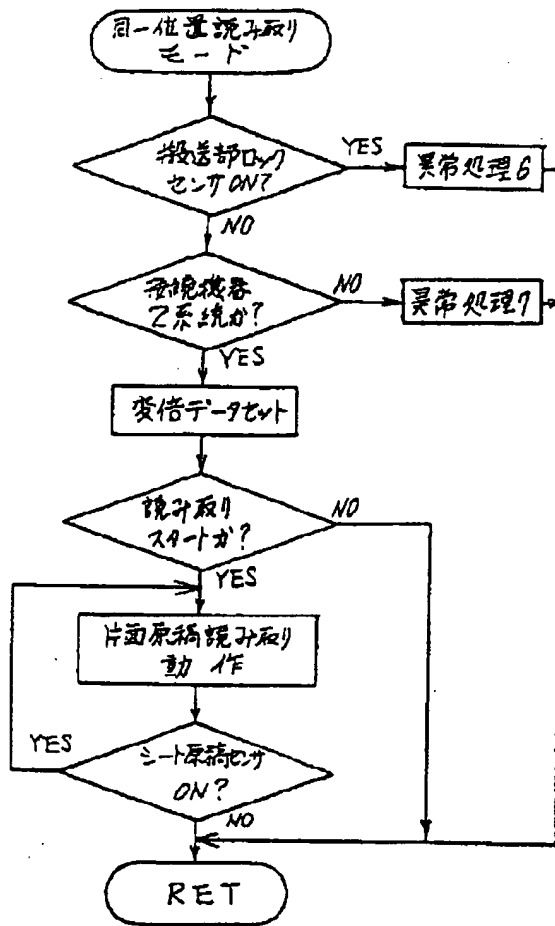 同一位置読み取り
モード
搬送部ロック
センサON?
YES
異常処理6
NO
接続機器
2系統か?
NO
異常処理7
YES
変倍データセット
読み取り
スタートか?
NO
YES
片面原稿読み取り
動作
YES
シート原稿センサ
ON?
NO
RET